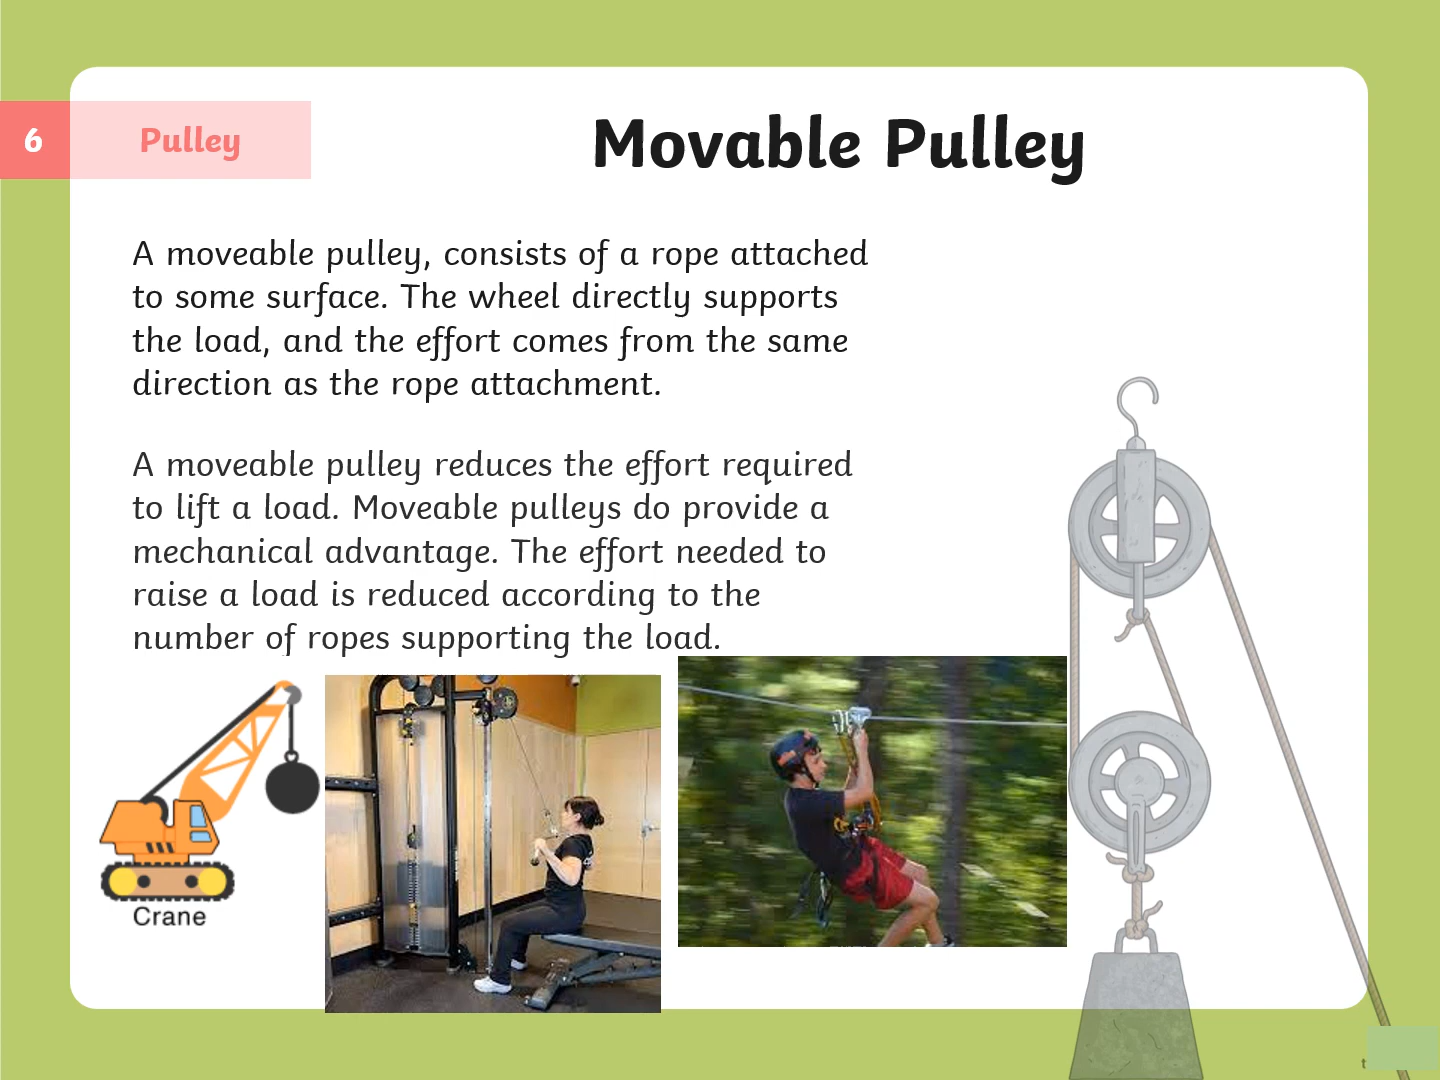 6
Pulley
Movable Pulley
A moveable pulley, consists of a rope attached
to some surface. The wheel directly supports
the load, and the effort comes from the same
direction as the rope attachment.
A moveable pulley reduces the effort required
to lift a load. Moveable pulleys do provide a
mechanical advantage. The effort needed to
raise a load is reduced according to the
number of ropes supporting the load.
Crane
t